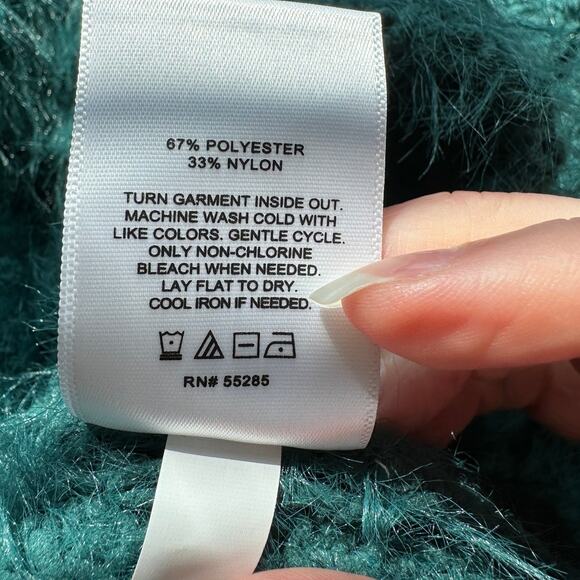 67% POLYESTER
33% NYLON
TURN GARMENT INSIDE OUT.
MACHINE WASH COLD WITH
LIKE COLORS. GENTLE CYCLE.
ONLY NON-CHLORINE
BLEACH WHEN NEEDED.
LAY FLAT TO DRY.
COOL IRON IF NEEDED.
RN# 55285